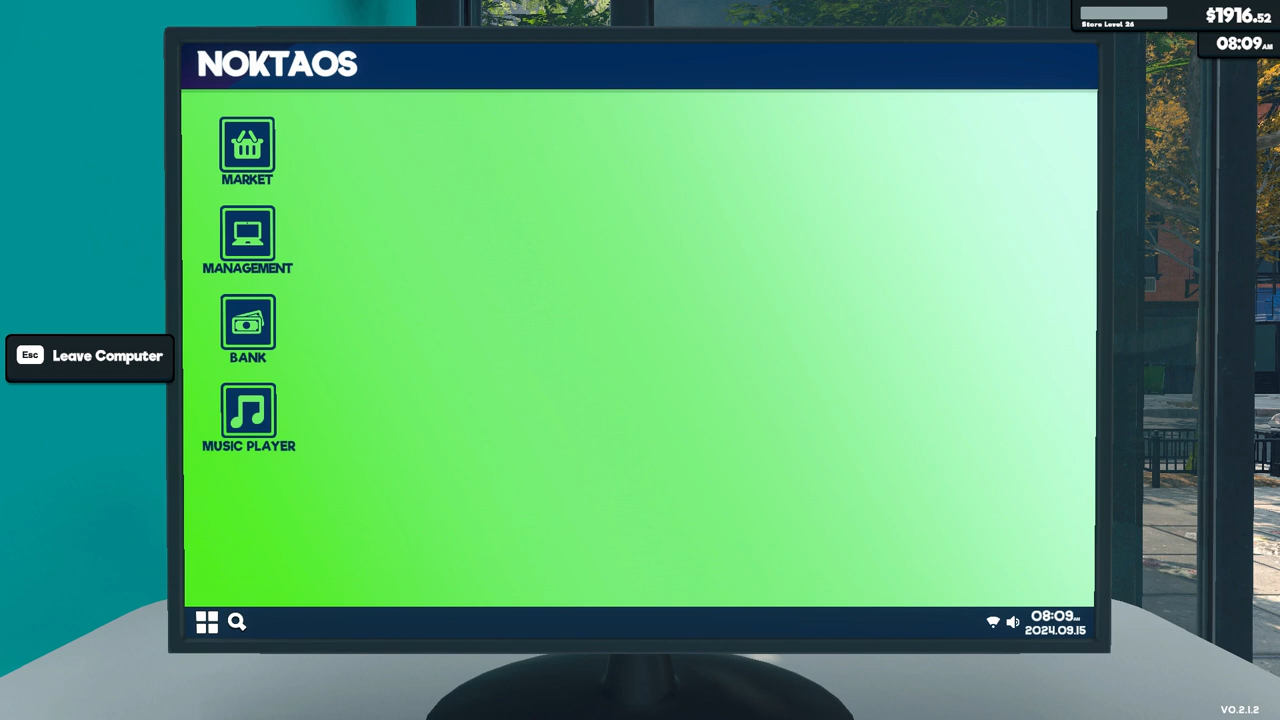 $1916.52
Store Level 26
08:09AM
NOKTAOS
MARKET
MANAGEMENT
BANK
MUSIC PLAYER
Esc Leave Computer
08:09AM
2024.09.15
V0.2.1.2